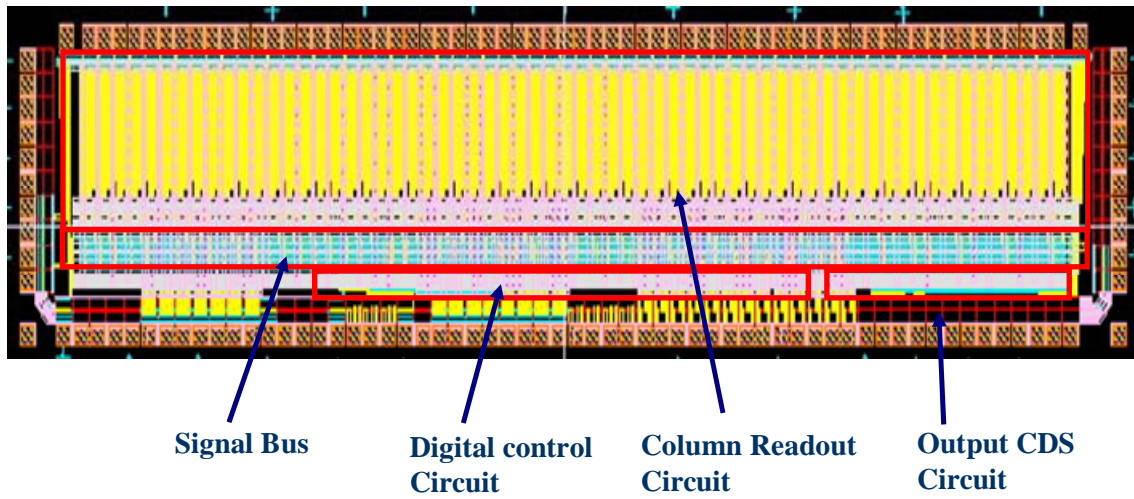 Signal Bus
Digital control
Circuit
Column Readout
Circuit
Output CDS
Circuit